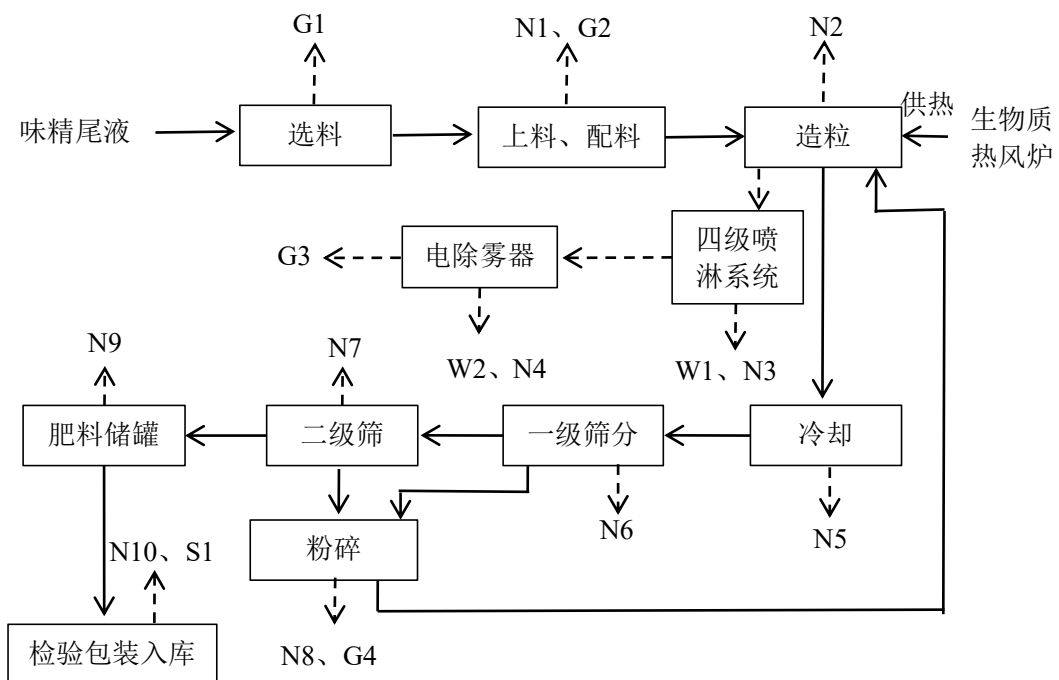 G1
N1、G2
N2
味精尾液
选料
上料、配料
造粒
供热
生物质
热风炉
G3
电除雾器
四级喷
淋系统
W2、N4
W1、N3
N9
N7
肥料储罐
二级筛
一级筛分
冷却
N6
N5
粉碎
N10、S1
N8、G4
检验包装入库